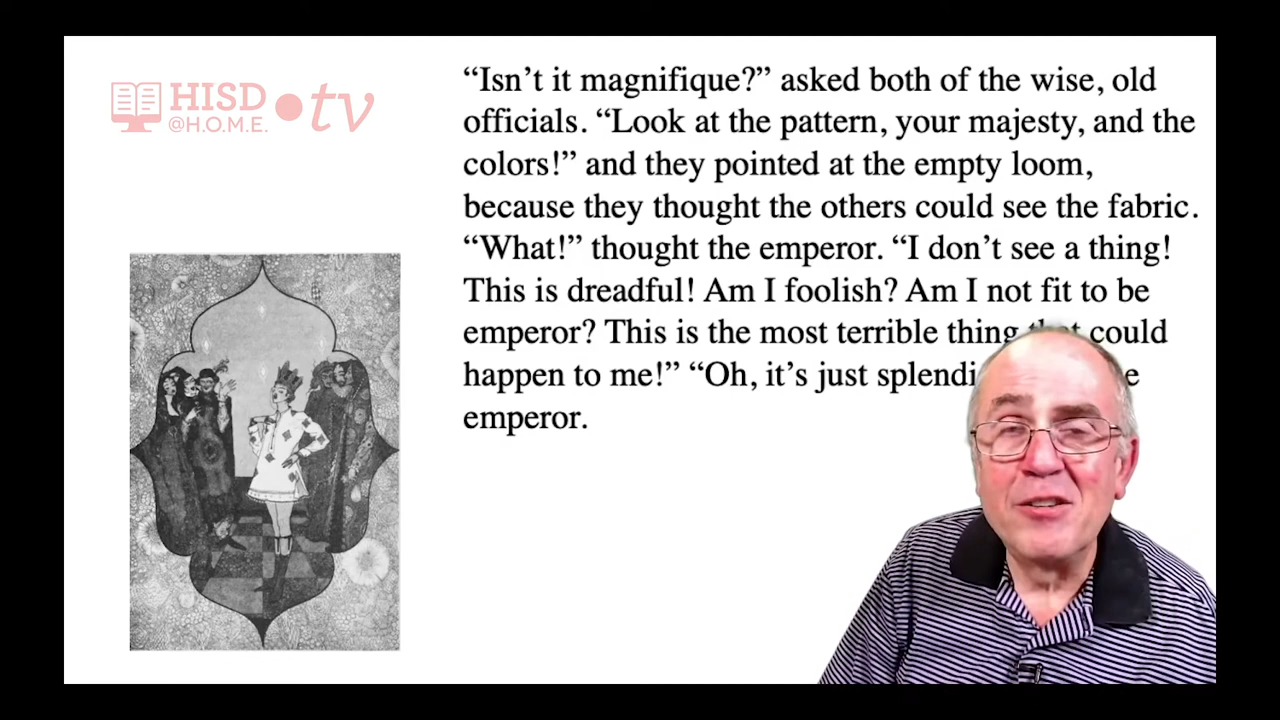 HISD
@H.O.M.E.
tv
“Isn’t it magnifique?” asked both of the wise, old
officials. “Look at the pattern, your majesty, and the
colors!” and they pointed at the empty loom,
because they thought the others could see the fabric.
“What!” thought the emperor. “I don’t see a thing!
This is dreadful! Am I foolish? Am I not fit to be
emperor? This is the most terrible thing that could
happen to me!” “Oh, it’s just
emperor.